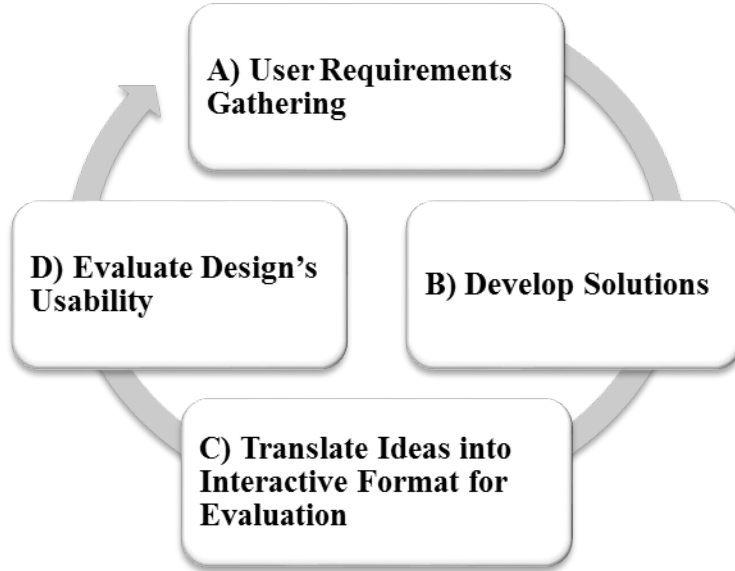 A) User Requirements
Gathering
B) Develop Solutions
C) Translate Ideas into
Interactive Format for
Evaluation
D) Evaluate Design’s
Usability